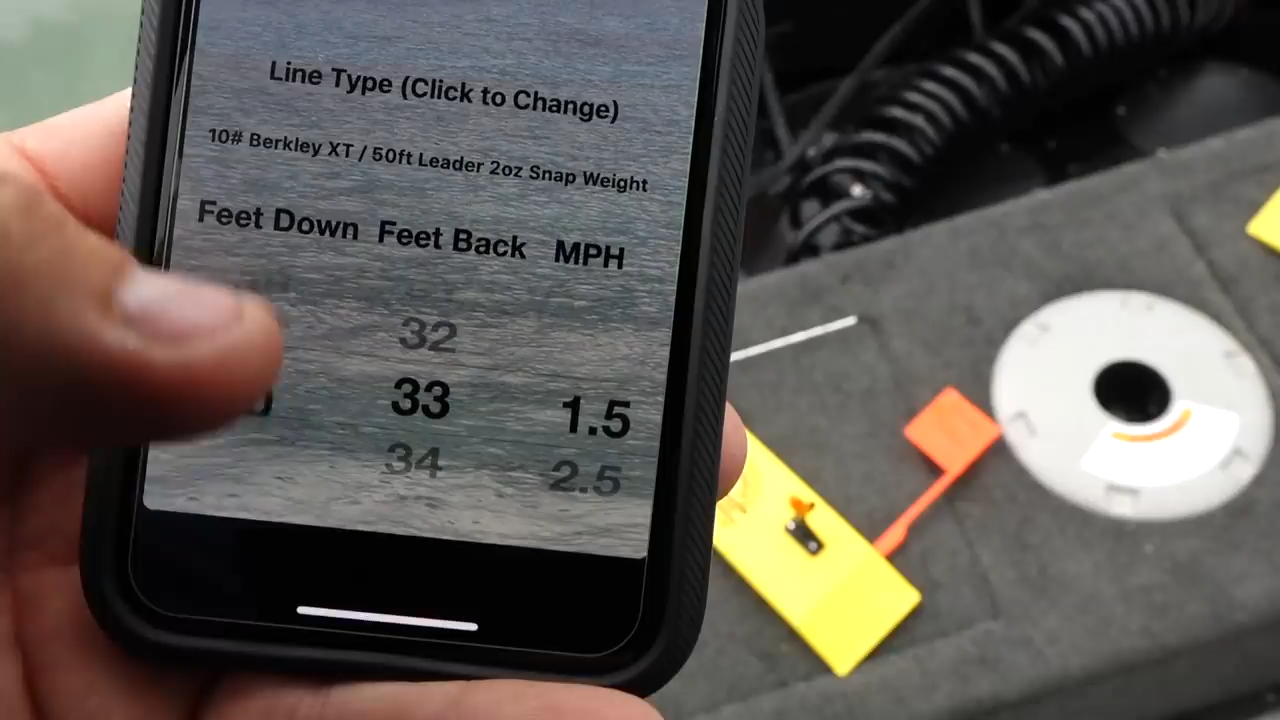 Line Type (Click to Change)
10# Berkley XT / 50ft Leader 2oz Snap Weight
Feet Down Feet Back MPH
32
33 1.5
34 2.5